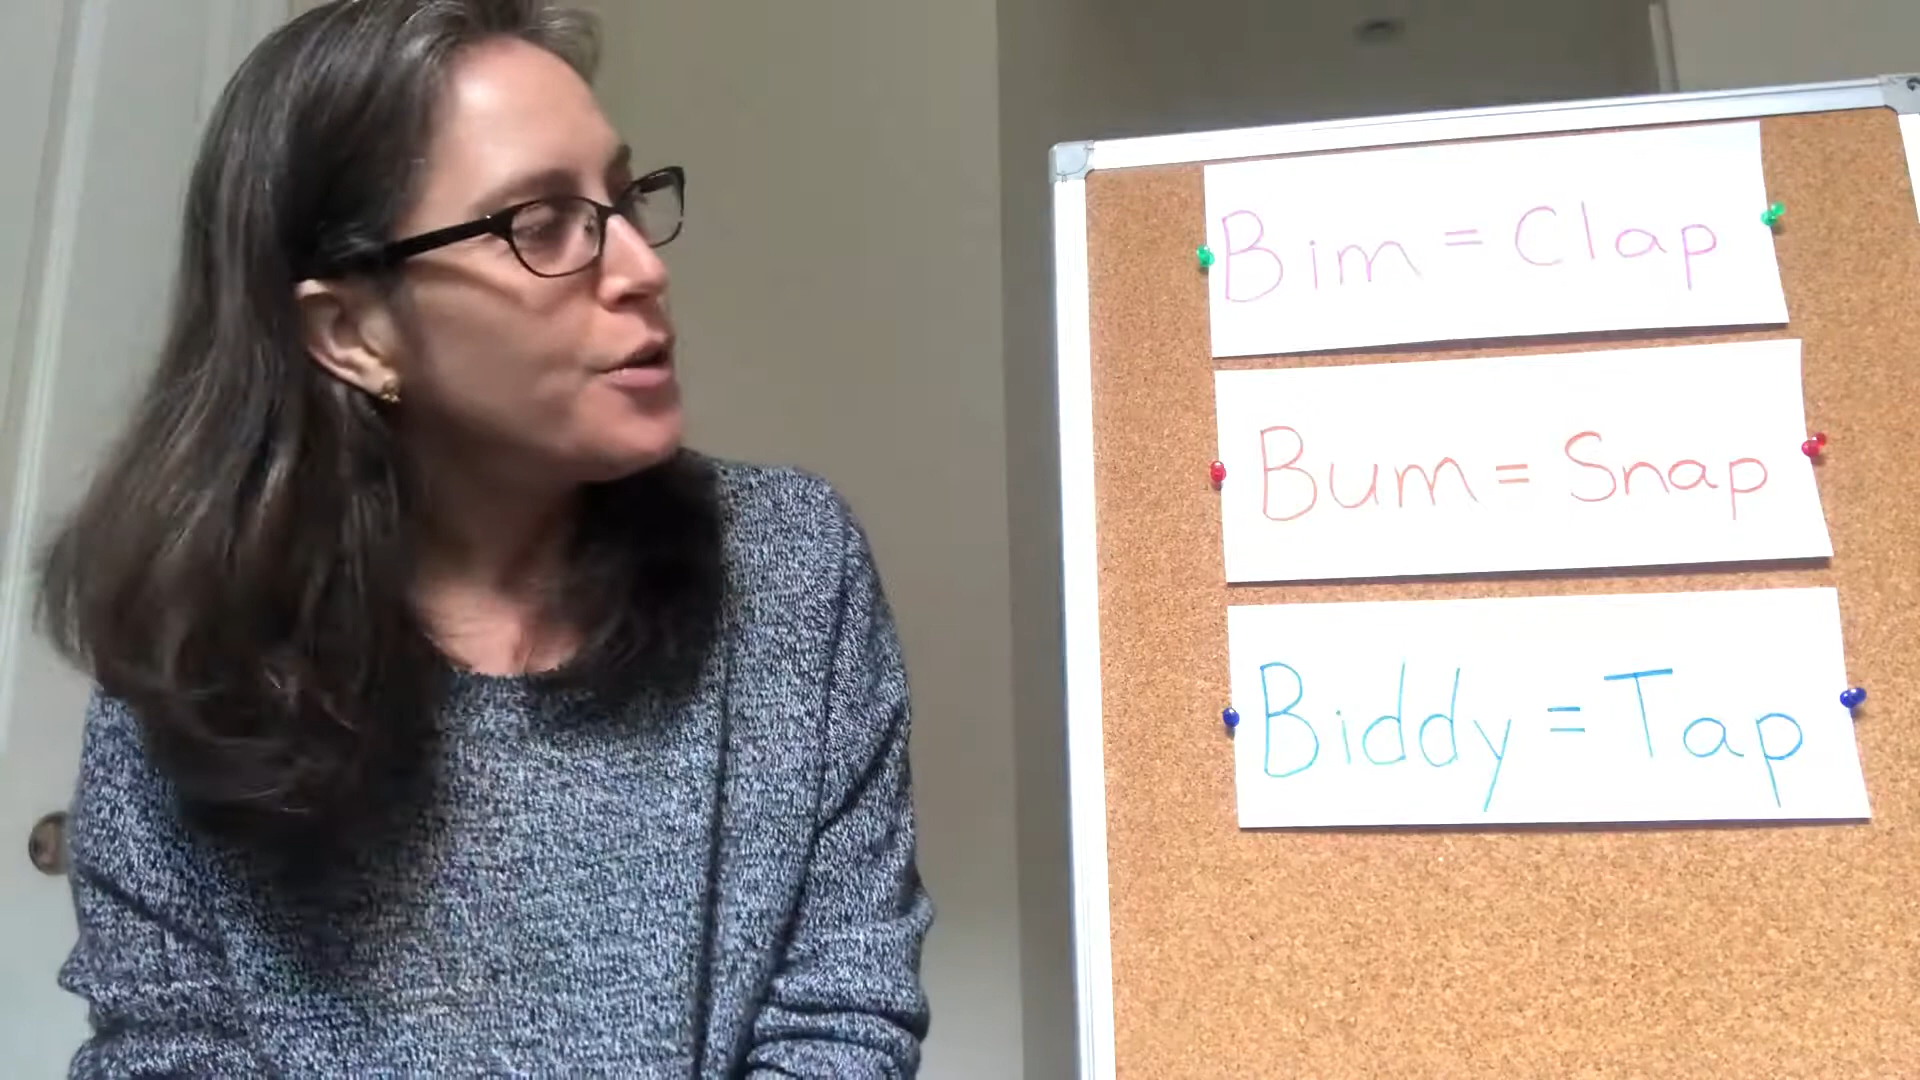 Bim = Clap
Bum = Snap
Biddy = Tap